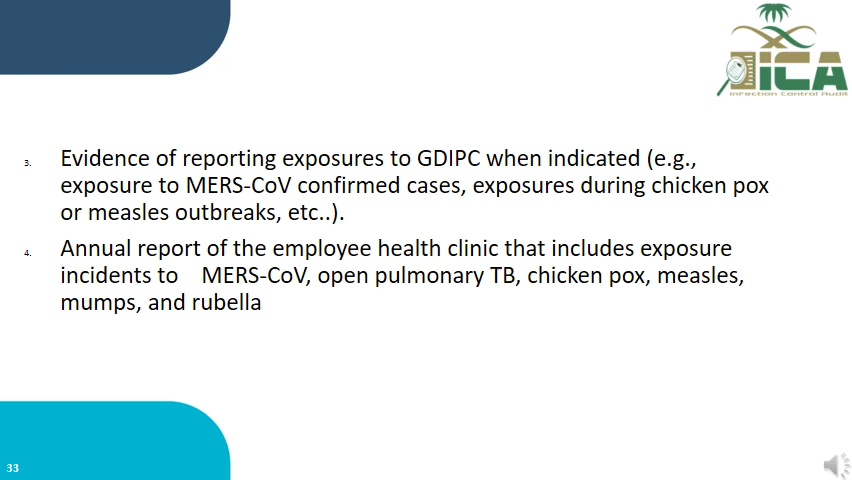 iCA
Infection Control Audit
3. Evidence of reporting exposures to GDIPC when indicated (e.g.,
exposure to MERS-CoV confirmed cases, exposures during chicken pox
or measles outbreaks, etc..).
4. Annual report of the employee health clinic that includes exposure
incidents to MERS-CoV, open pulmonary TB, chicken pox, measles,
mumps, and rubella
33